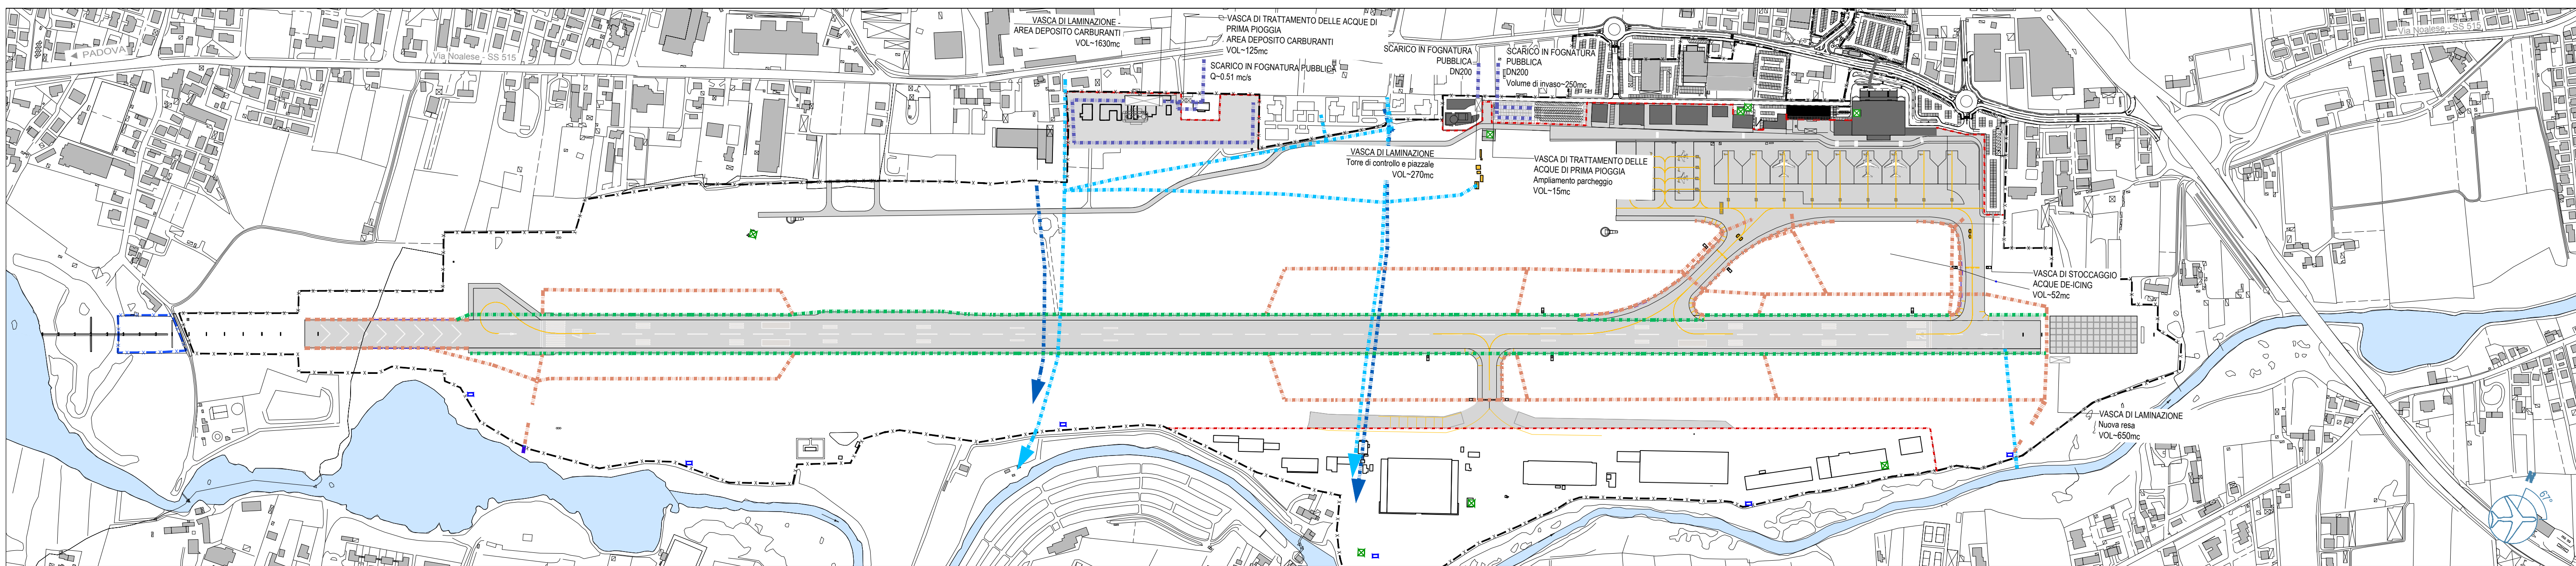 PADOVA
Via Noalese - SS 515
VASCA DI LAMINAZIONE -
AREA DEPOSITO CARBURANTI
VOL~1630mc
VASCA DI TRATTAMENTO DELLE ACQUE DI
PRIMA PIOGGIA
AREA DEPOSITO CARBURANTI
VOL~125mc
SCARICO IN FOGNATURA PUBBLICA
Q~0.51 mc/s
SCARICO IN FOGNATURA
PUBBLICA
DN200
SCARICO IN FOGNATURA
PUBBLICA
DN200
Volume di invaso~250mc
Via Noalese - SS 515
VASCA DI LAMINAZIONE
Torre di controllo e piazzale
VOL~270mc
VASCA DI TRATTAMENTO DELLE
ACQUE DI PRIMA PIOGGIA
Ampliamento parcheggio
VOL~15mc
VASCA DI STOCCAGGIO
ACQUE DE-ICING
VOL~52mc
VASCA DI LAMINAZIONE
Nuova resa
VOL~650mc
N
67°